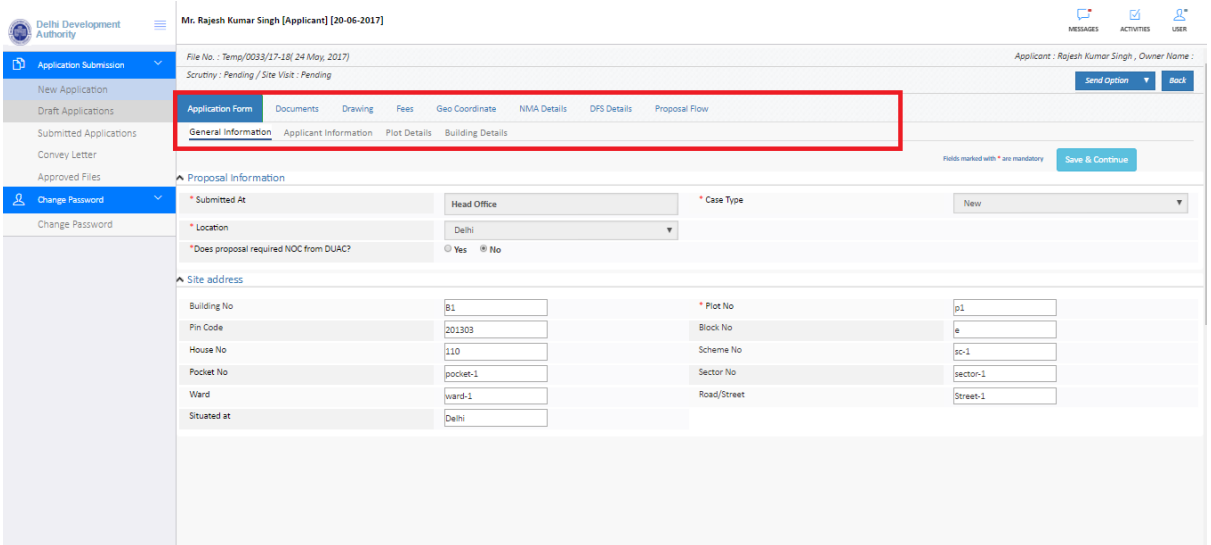 Delhi Development
Authority
Mr. Rajesh Kumar Singh [Applicant] [20-06-2017]
MESSAGES ACTIVITIES USER
Application Submission
New Application
Draft Applications
Submitted Applications
Convey Letter
Approved Files
Change Password
Change Password
File No. : Temp/0033/17-18( 24 May, 2017) Applicant : Rajesh Kumar Singh , Owner Name :
Scrutiny : Pending / Site Visit : Pending
Send Option Back
Application Form Documents Drawing Fees Geo Coordinate NMA Details DFS Details Proposal Flow
General Information Applicant Information Plot Details Building Details
Fields marked with * are mandatory Save & Continue
Proposal Information
* Submitted At Head Office * Case Type New
* Location Delhi
*Does proposal required NOC from DUAC? Yes No
Site address
Building No B1 * Plot No p1
Pin Code 201303 Block No e
House No 110 Scheme No sc-1
Pocket No pocket-1 Sector No sector-1
Ward ward-1 Road/Street Street-1
Situated at Delhi